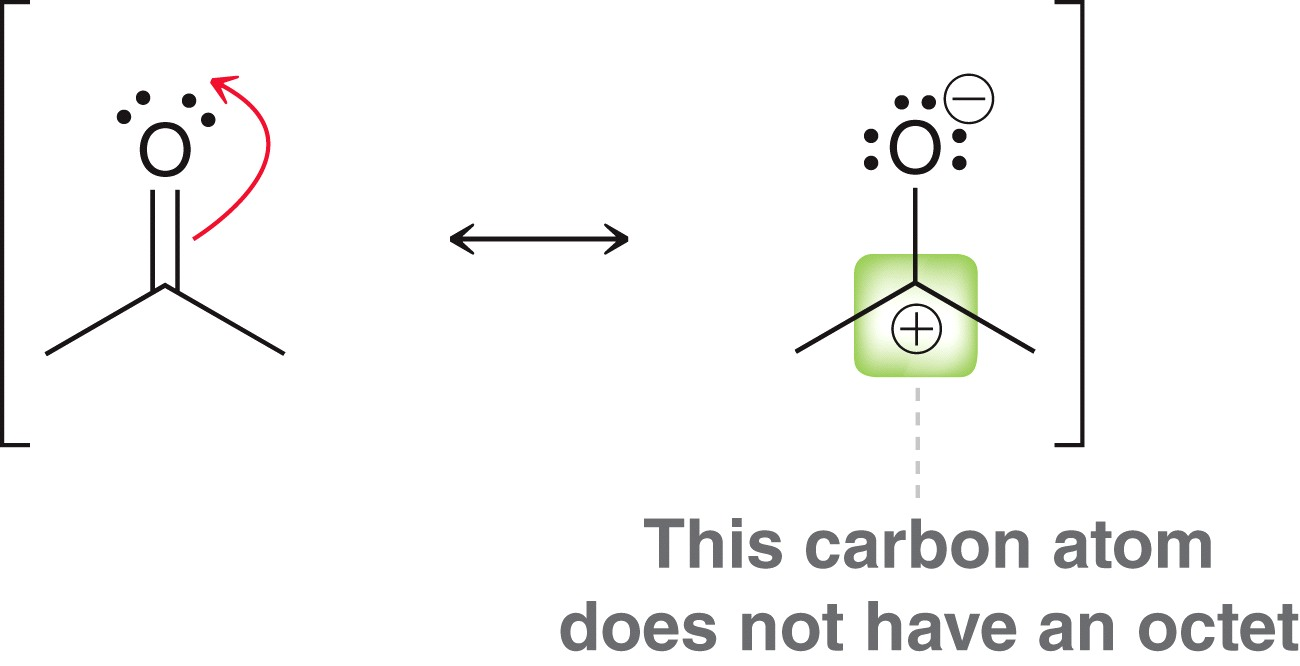 O
O
This carbon atom
does not have an octet